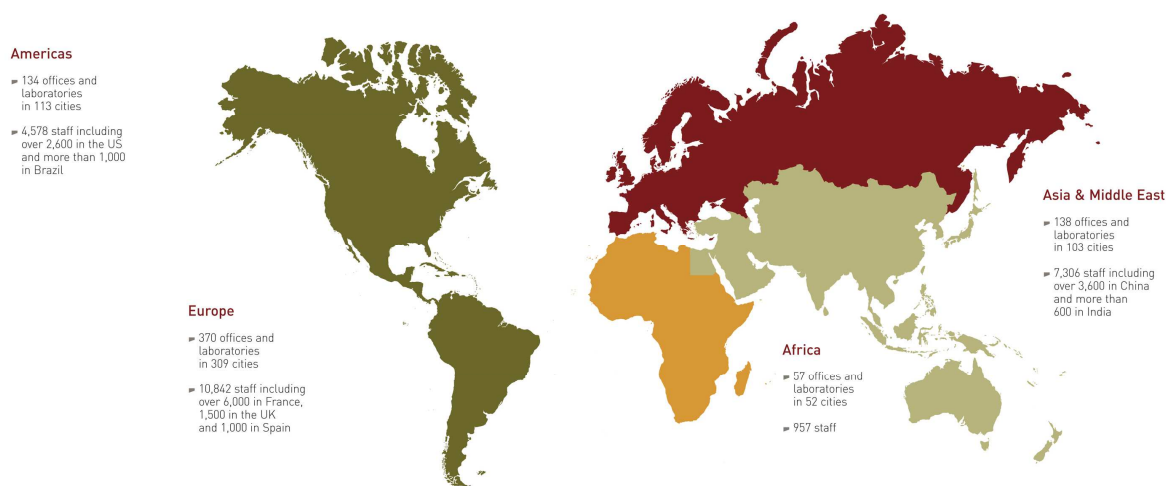 Americas
134 offices and
laboratories
in 113 cities
4,578 staff including
over 2,600 in the US
and more than 1,000
in Brazil
Europe
370 offices and
laboratories
in 309 cities
10,842 staff including
over 6,000 in France,
1,500 in the UK
and 1,000 in Spain
Africa
57 offices and
laboratories
in 52 cities
957 staff
Asia & Middle East
138 offices and
laboratories
in 103 cities
7,306 staff including
over 3,600 in China
and more than
600 in India